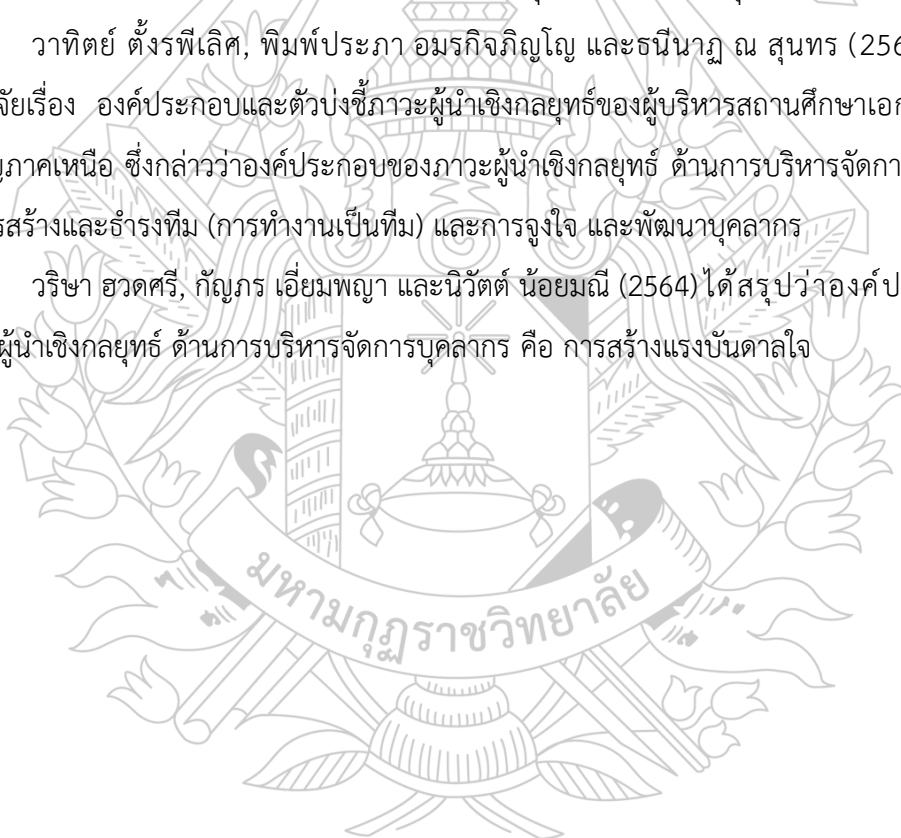 วาทิตย์ ตั้งรพีเลิศ, พิมพ์ประภา อมรกิจภิญโญ และธนีนาฏ ณ สุนทร (256
จัยเรื่อง องค์ประกอบและตัวบ่งชี้ภาวะผู้นำเชิงกลยุทธ์ของผู้บริหารสถานศึกษาเอก
ภาคเหนือ ซึ่งกล่าวว่าองค์ประกอบของภาวะผู้นำเชิงกลยุทธ์ ด้านการบริหารจัดกา
รสร้างและธำรงทีม (การทำงานเป็นทีม) และการจูงใจ และพัฒนาบุคลากร
วริษา ฮวดศรี, กัญภร เอี่ยมพญา และนิวัตต์ น้อยมณี (2564) ได้สรุปว่าองค์ป
ผู้นำเชิงกลยุทธ์ ด้านการบริหารจัดการบุคลากร คือ การสร้างแรงบันดาลใจ
มหามกุฏราชวิทยาลัย